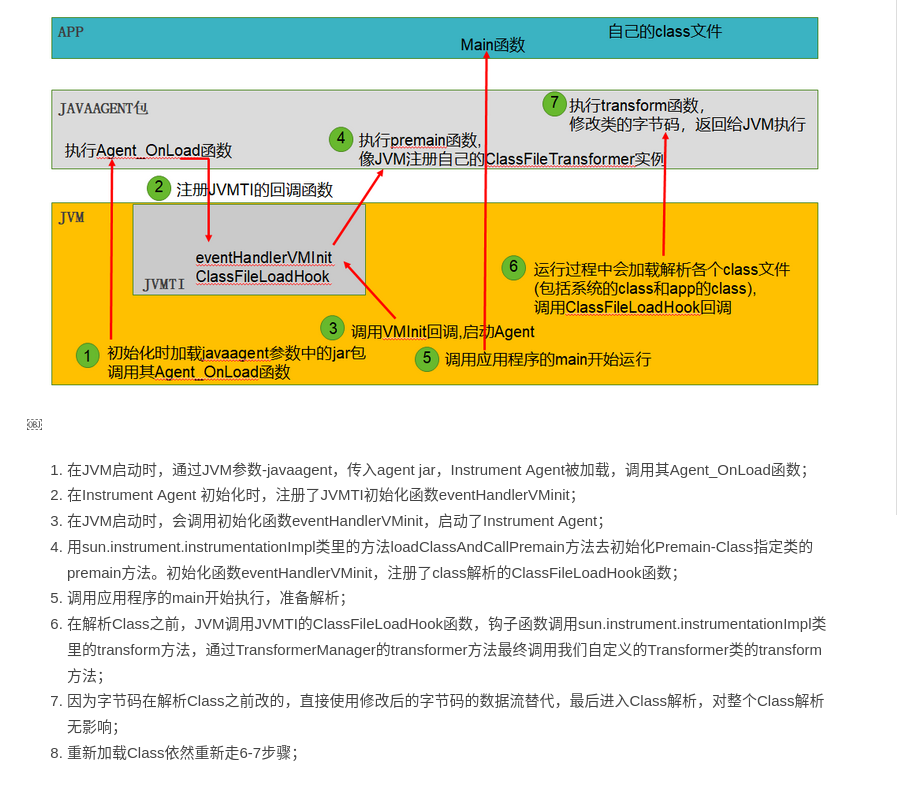 APP
自己的class文件
Main函数
JAVAAGENT包
7 执行transform函数，
修改类的字节码，返回给JVM执行
4 执行premain函数,
像JVM注册自己的ClassFileTransformer实例
执行Agent_OnLoad函数
2 注册JVMTI的回调函数
JVM
eventHandlerVMInit
ClassFileLoadHook
JVMTI
6 运行过程中会加载解析各个class文件
(包括系统的class和app的class),
调用ClassFileLoadHook回调
3 调用VMInit回调,启动Agent
1 初始化时加载javaagent参数中的jar包
调用其Agent_OnLoad函数
5 调用应用程序的main开始运行
OBJ
1. 在JVM启动时，通过JVM参数-javaagent，传入agent jar，Instrument Agent被加载，调用其Agent_OnLoad函数；
2. 在Instrument Agent 初始化时，注册了JVMTI初始化函数eventHandlerVMinit；
3. 在JVM启动时，会调用初始化函数eventHandlerVMinit，启动了Instrument Agent；
4. 用sun.instrument.instrumentationImpl类里的方法loadClassAndCallPremain方法去初始化Premain-Class指定类的
premain方法。初始化函数eventHandlerVMinit，注册了class解析的ClassFileLoadHook函数；
5. 调用应用程序的main开始执行，准备解析；
6. 在解析Class之前，JVM调用JVMTI的ClassFileLoadHook函数，钩子函数调用sun.instrument.instrumentationImpl类
里的transform方法，通过TransformerManager的transformer方法最终调用我们自定义的Transformer类的transform
方法；
7. 因为字节码在解析Class之前改的，直接使用修改后的字节码的数据流替代，最后进入Class解析，对整个Class解析
无影响；
8. 重新加载Class依然重新走6-7步骤；